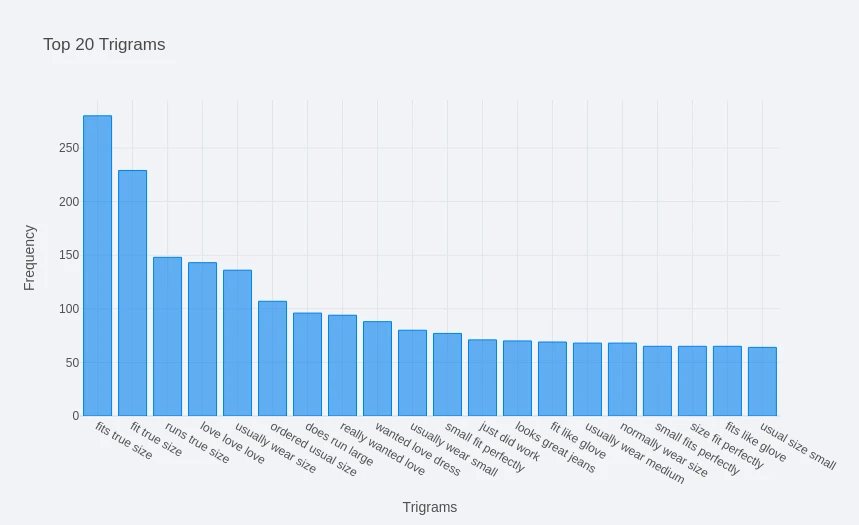 Top 20 Trigrams
Frequency
250
200
150
100
50
0
fits true size
fit true size
runs true size
love love love
usually wear size
ordered usual size
does run large
really wanted love
wanted love dress
usually wear small
small fit perfectly
just did work
looks great jeans
fit like glove
usually wear medium
normally wear size
small fits perfectly
size fit perfectly
fits like glove
usual size small
Trigrams